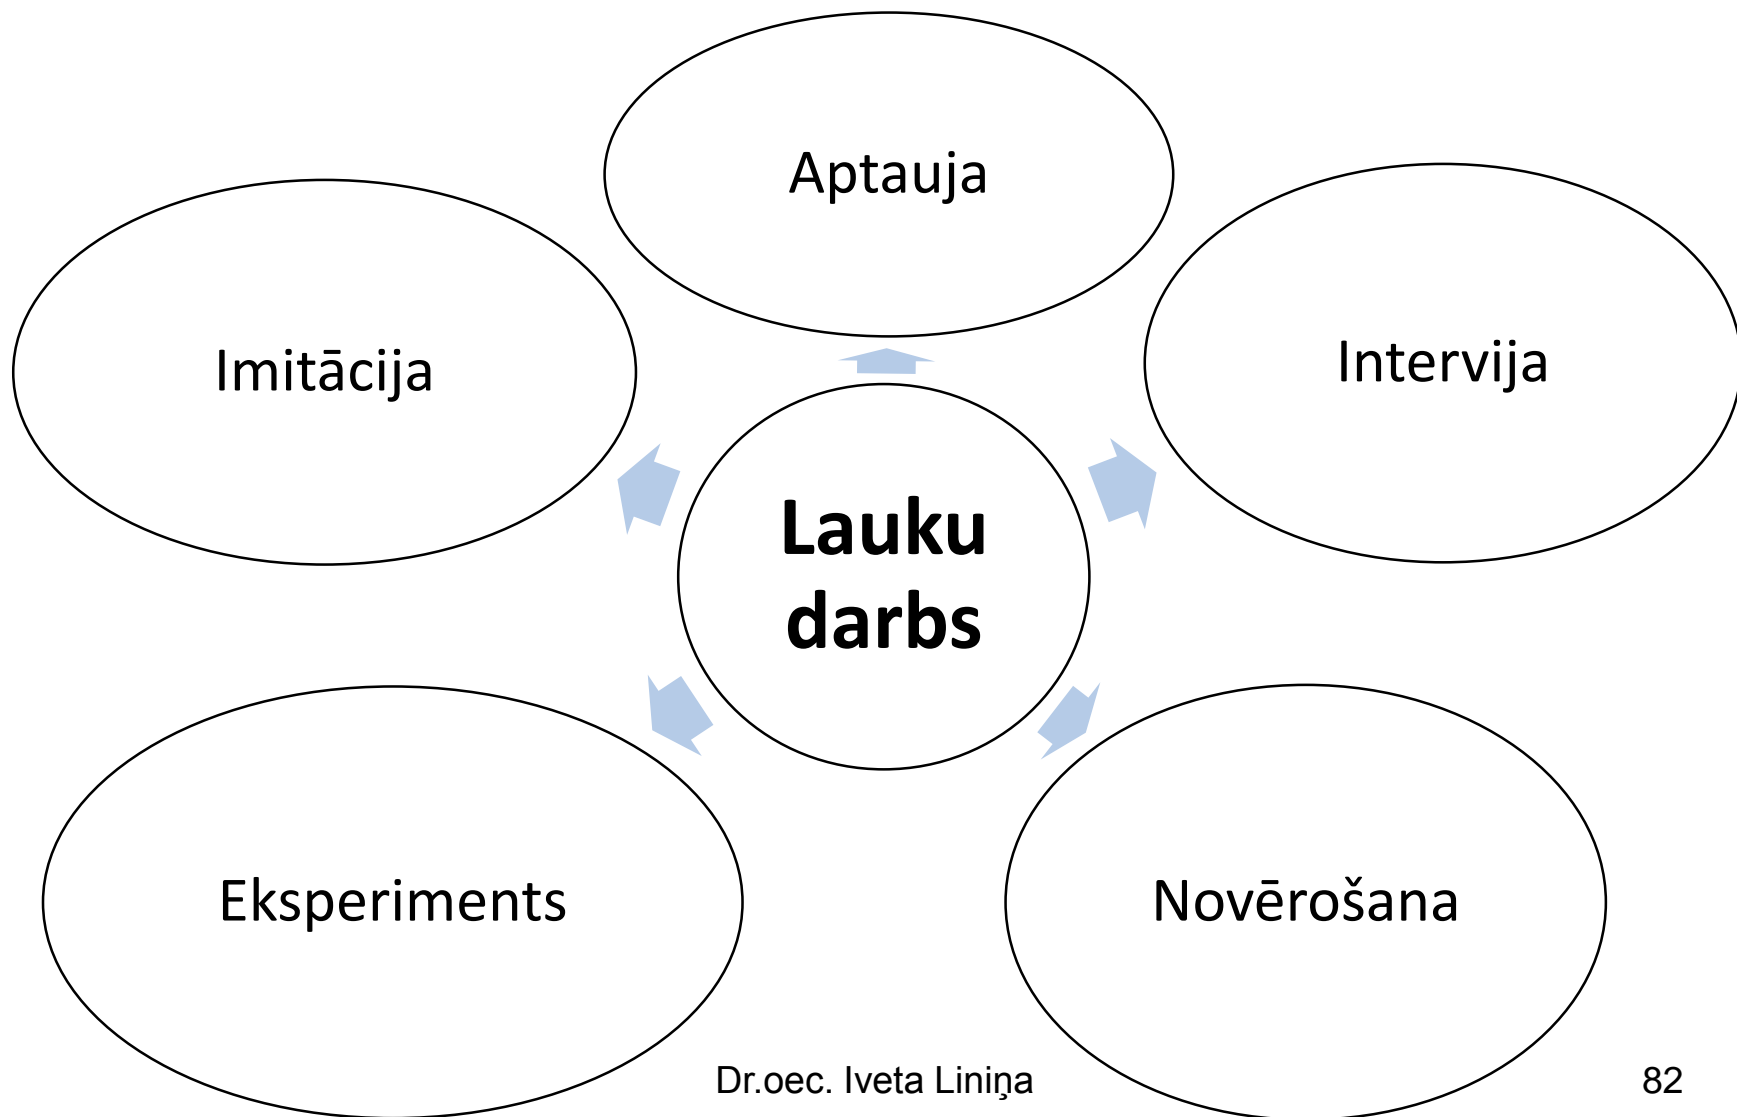 Aptauja
Imitācija
Intervija
Lauku
darbs
Eksperiments
Novērošana
Dr.oec. Iveta Liniņa
82